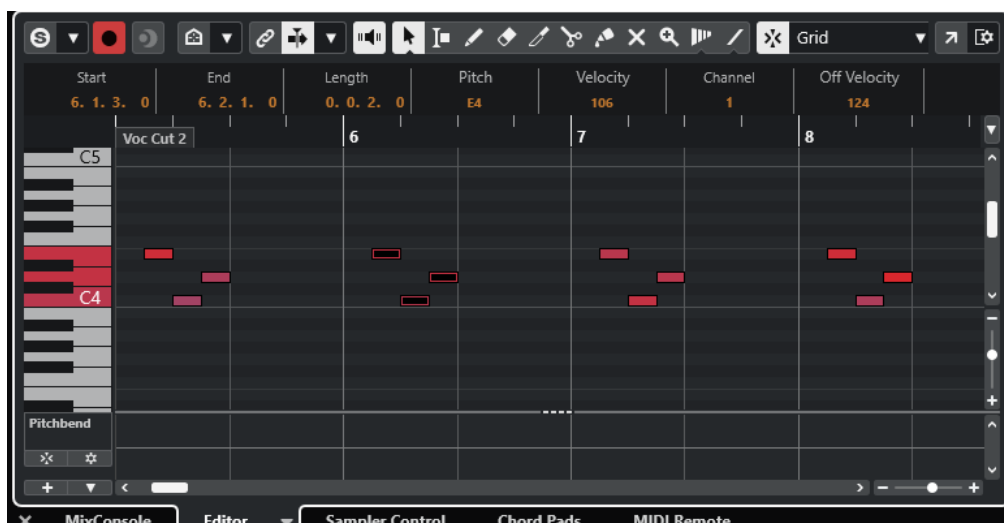 S Grid
Start End Length Pitch Velocity Channel Off Velocity
6. 1. 3. 0 6. 2. 1. 0 0. 0. 2. 0 E4 106 1 124
Voc Cut 2 6 7 8
C5
C4
Pitchbend
MixConsole Editor Sampler Control Chord Pads MIDI Remote